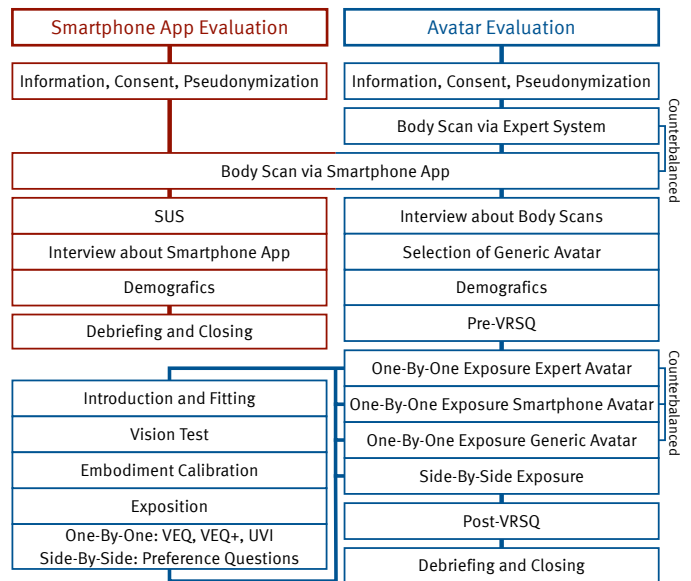 Smartphone App Evaluation
Avatar Evaluation
Information, Consent, Pseudonymization
Information, Consent, Pseudonymization
Body Scan via Expert System
Counterbalanced
Body Scan via Smartphone App
SUS
Interview about Smartphone App
Demografics
Debriefing and Closing
Interview about Body Scans
Selection of Generic Avatar
Demografics
Pre-VRSQ
One-By-One Exposure Expert Avatar
One-By-One Exposure Smartphone Avatar
One-By-One Exposure Generic Avatar
Counterbalanced
Side-By-Side Exposure
Post-VRSQ
Debriefing and Closing
Introduction and Fitting
Vision Test
Embodiment Calibration
Exposition
One-By-One: VEQ, VEQ+, UVI
Side-By-Side: Preference Questions